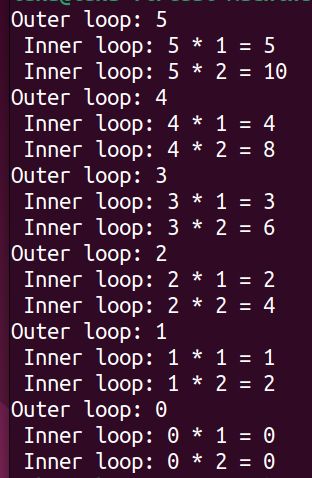 Outer loop: 5
 Inner loop: 5 * 1 = 5
 Inner loop: 5 * 2 = 10
Outer loop: 4
 Inner loop: 4 * 1 = 4
 Inner loop: 4 * 2 = 8
Outer loop: 3
 Inner loop: 3 * 1 = 3
 Inner loop: 3 * 2 = 6
Outer loop: 2
 Inner loop: 2 * 1 = 2
 Inner loop: 2 * 2 = 4
Outer loop: 1
 Inner loop: 1 * 1 = 1
 Inner loop: 1 * 2 = 2
Outer loop: 0
 Inner loop: 0 * 1 = 0
 Inner loop: 0 * 2 = 0